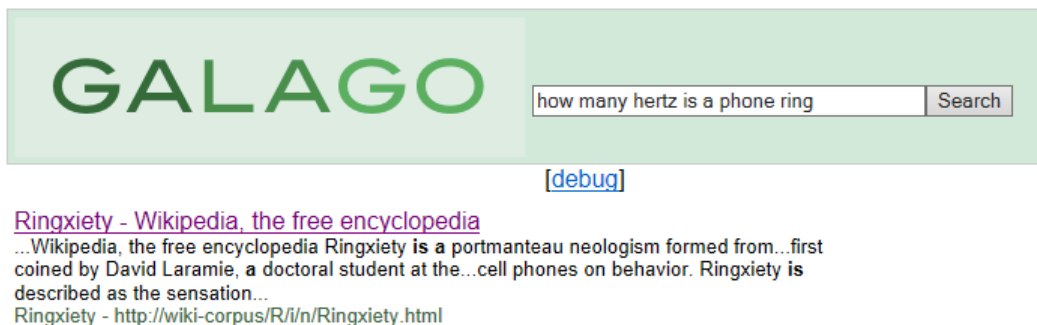 GALAGO
how many hertz is a phone ring
Search
[debug]
Ringxiety - Wikipedia, the free encyclopedia
...Wikipedia, the free encyclopedia Ringxiety is a portmanteau neologism formed from...first
coined by David Laramie, a doctoral student at the...cell phones on behavior. Ringxiety is
described as the sensation...
Ringxiety - http://wiki-corpus/R/i/n/Ringxiety.html